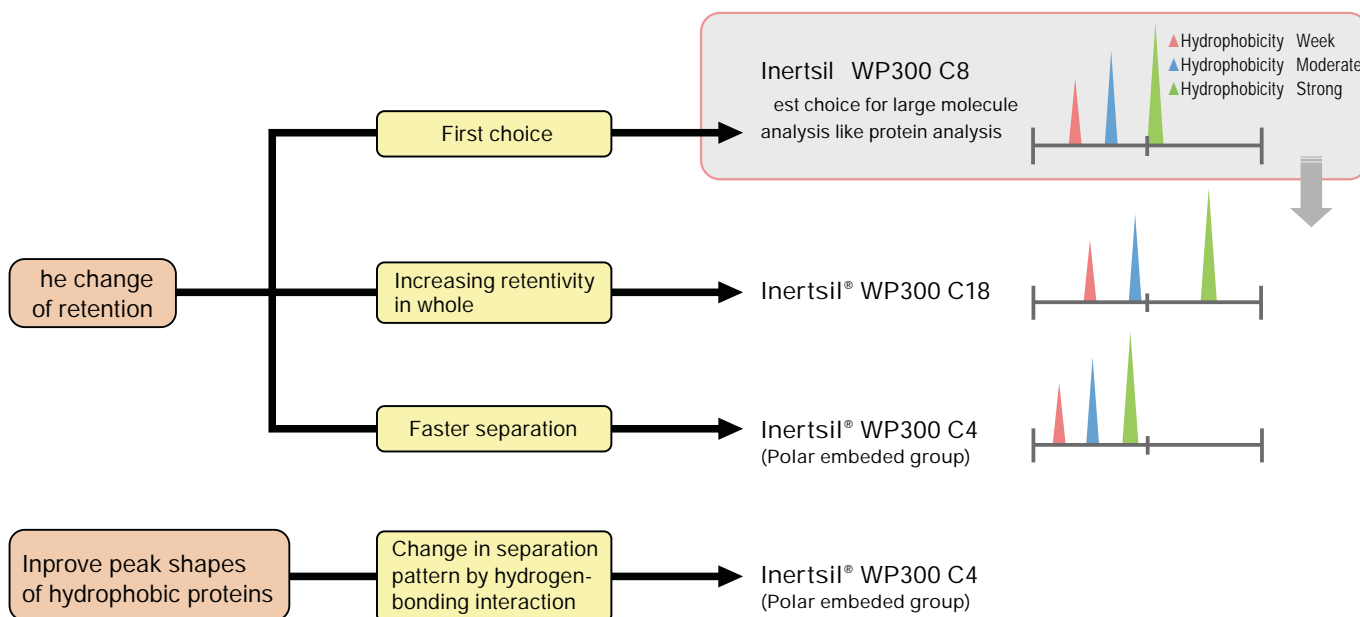 Inertsil WP300 C8
est choice for large molecule
analysis like protein analysis
Hydrophobicity Week
Hydrophobicity Moderate
Hydrophobicity Strong
First choice
he change
of retention
Increasing retentivity
in whole
Inertsil® WP300 C18
Faster separation
Inertsil® WP300 C4
(Polar embeded group)
Inprove peak shapes
of hydrophobic proteins
Change in separation
pattern by hydrogen-
bonding interaction
Inertsil® WP300 C4
(Polar embeded group)